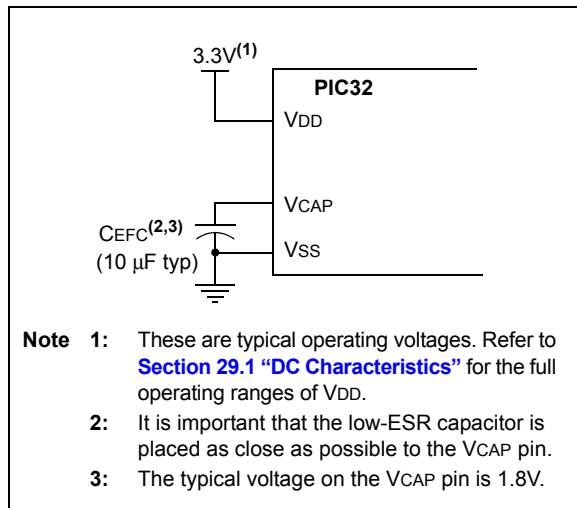 3.3V(1)
PIC32
VDD
VCAP
CEFC(2,3)
(10 μF typ)
VSS
Note 1: These are typical operating voltages. Refer to
Section 29.1 “DC Characteristics” for the full
operating ranges of VDD.
2: It is important that the low-ESR capacitor is
placed as close as possible to the VCAP pin.
3: The typical voltage on the VCAP pin is 1.8V.